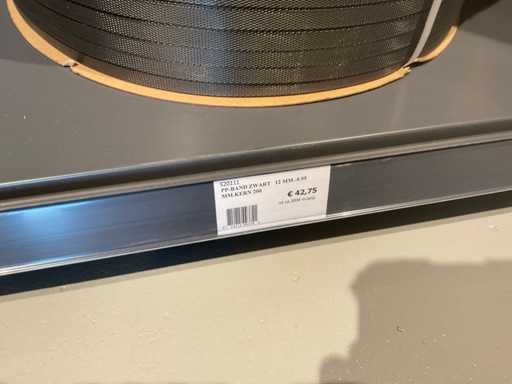 520111
PP-BAND ZWART 12 MM.-0.55
MM.KERN 200
€ 42,75